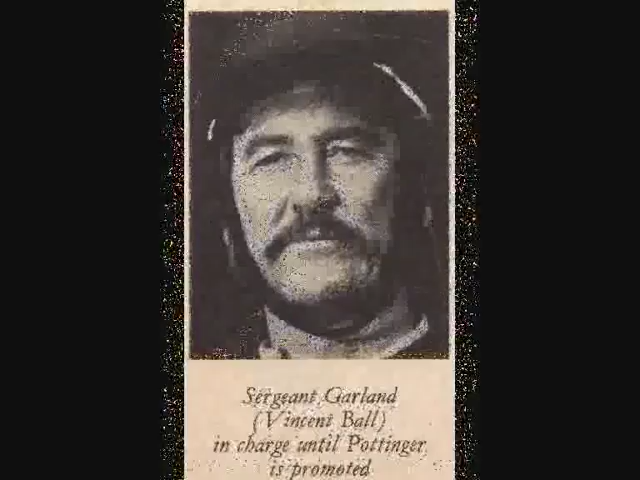 Sergeant Garland
(Vincent Ball)
in charge until Pottinger
is promoted